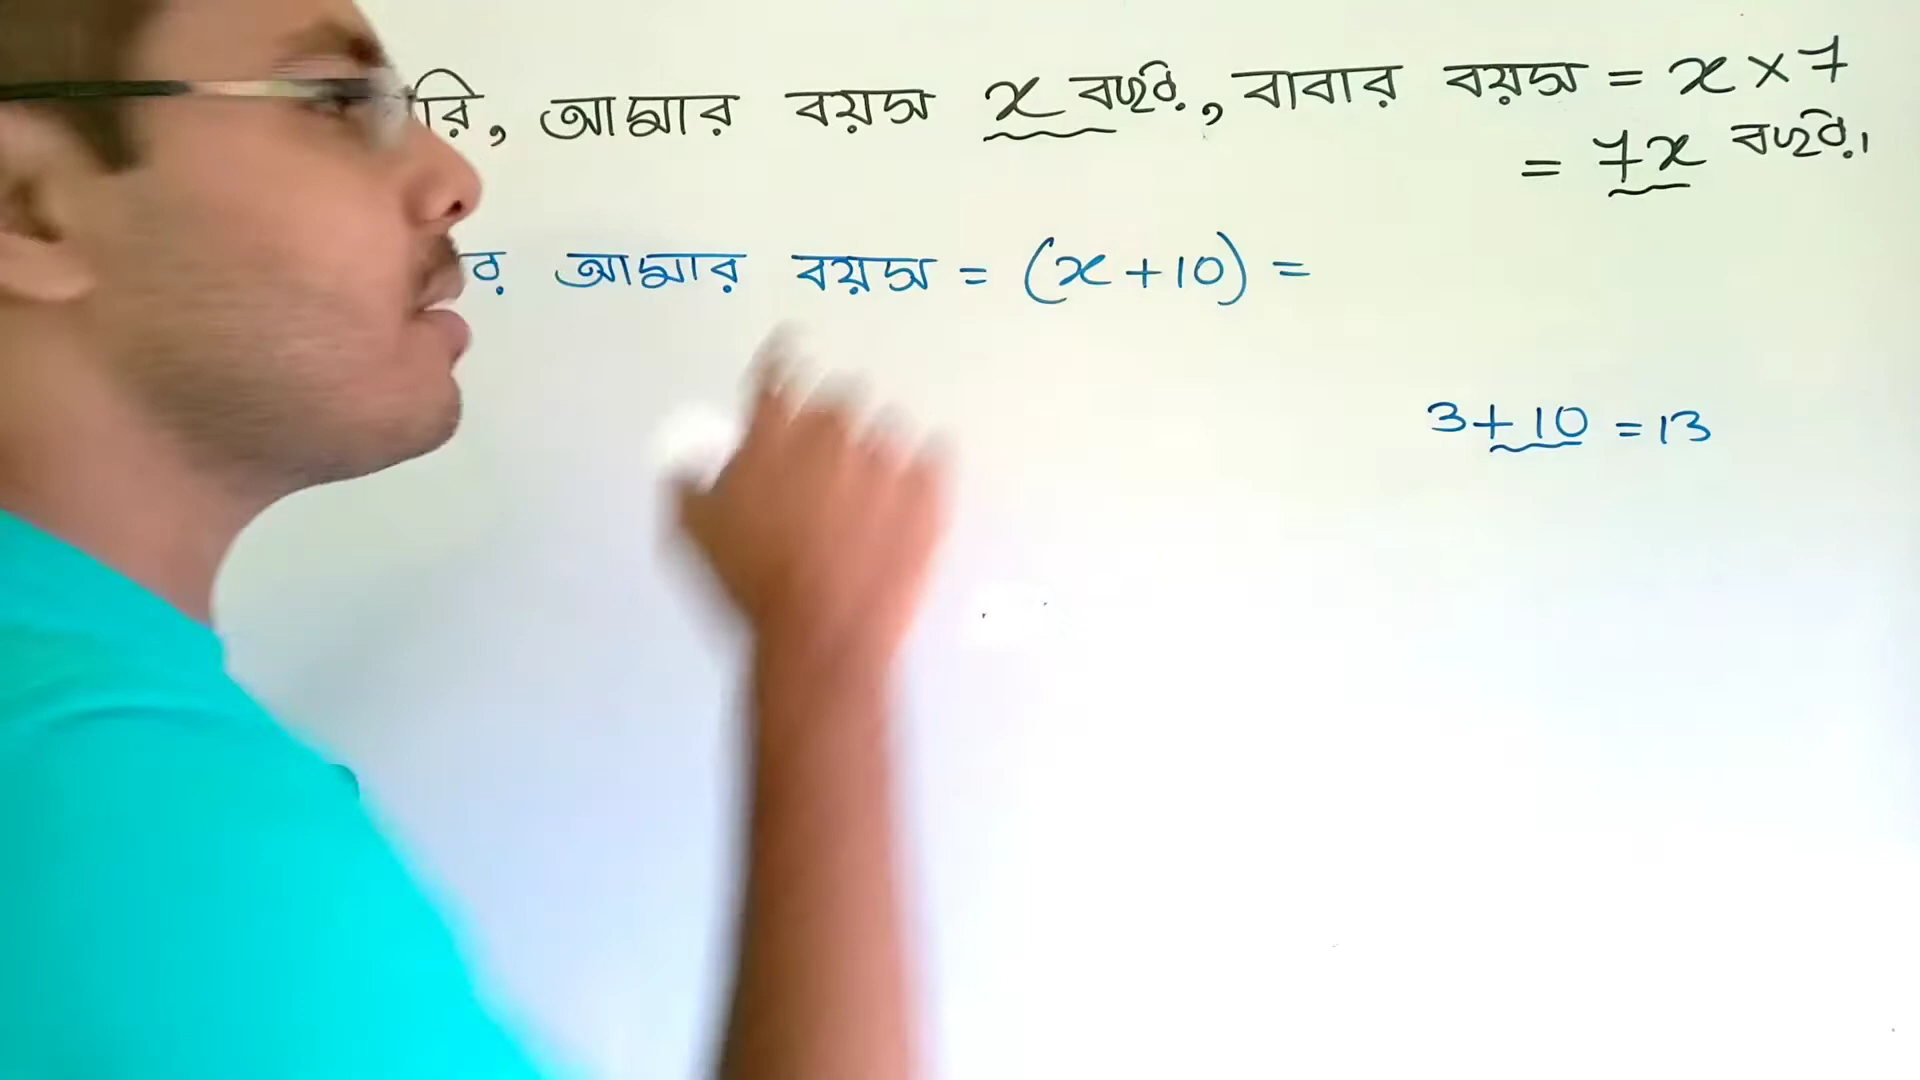 রি, আমার বয়স x বছর, বাবার বয়স = x × 7
= 7x বছর।
র আমার বয়স = (x + 10) =
3 + 10 = 13